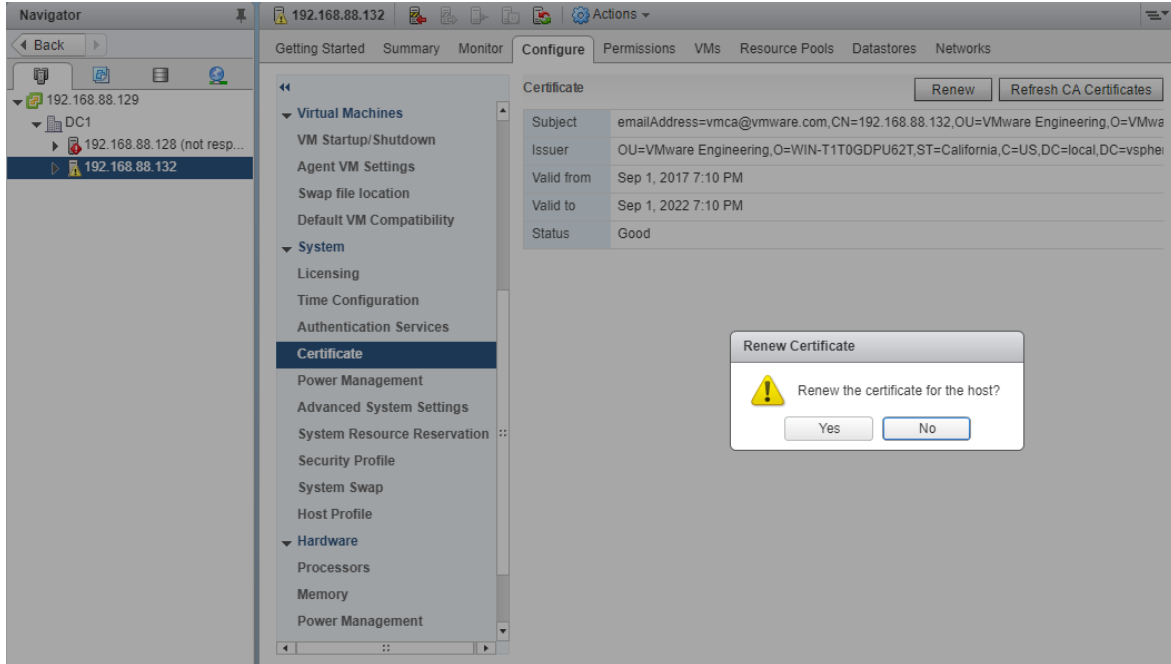 Navigator
Back
192.168.88.129
DC1
192.168.88.128 (not resp...
192.168.88.132
192.168.88.132 Actions
Getting Started Summary Monitor Configure Permissions VMs Resource Pools Datastores Networks
Virtual Machines
VM Startup/Shutdown
Agent VM Settings
Swap file location
Default VM Compatibility
System
Licensing
Time Configuration
Authentication Services
Certificate
Power Management
Advanced System Settings
System Resource Reservation
Security Profile
System Swap
Host Profile
Hardware
Processors
Memory
Power Management
Certificate Renew Refresh CA Certificates
Subject emailAddress=vmca@vmware.com,CN=192.168.88.132,OU=VMware Engineering,O=VMwa
Issuer OU=VMware Engineering,O=WIN-T1T0GDPU62T,ST=California,C=US,DC=local,DC=vsphe
Valid from Sep 1, 2017 7:10 PM
Valid to Sep 1, 2022 7:10 PM
Status Good
Renew Certificate
Renew the certificate for the host?
Yes No